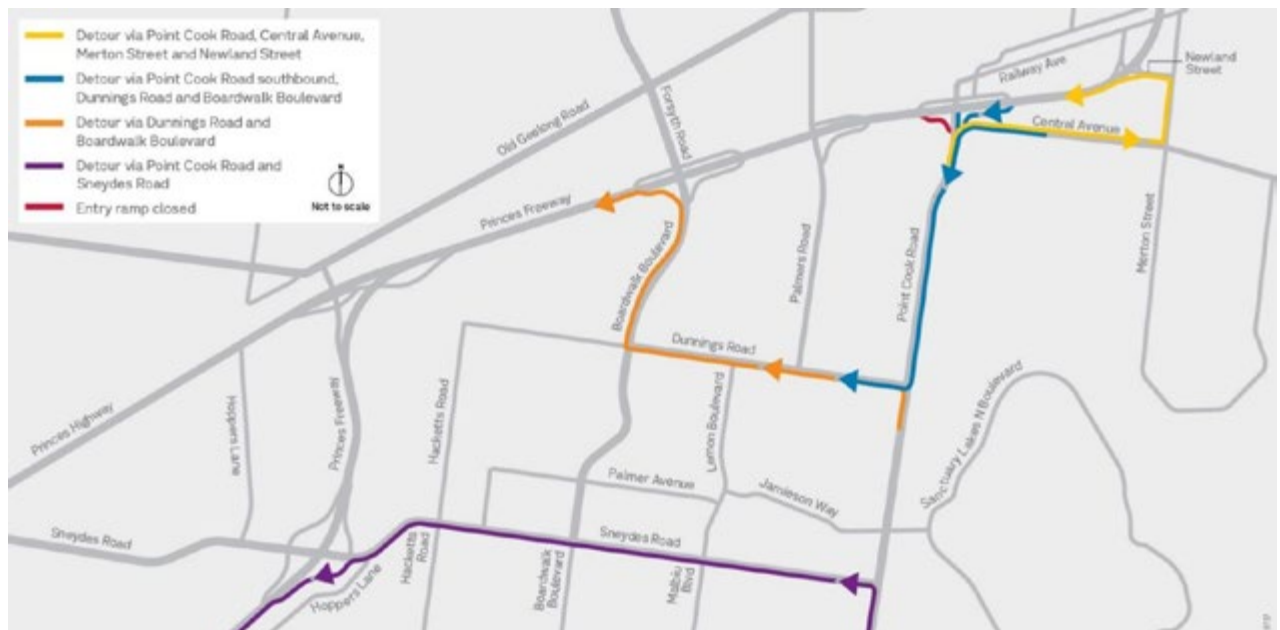 Detour via Point Cook Road, Central Avenue,
Merton Street and Newland Street
Detour via Point Cook Road southbound,
Dunnings Road and Boardwalk Boulevard
Detour via Dunnings Road and
Boardwalk Boulevard
Detour via Point Cook Road and
Sneydes Road
Entry ramp closed
N
Not to scale
Old Geelong Road
Forsyth Road
Railway Ave
Newland
Street
Central Avenue
Princes Freeway
Boardwalk Boulevard
Palmers Road
Point Cook Road
Merton Street
Dunnings Road
Princes Highway
Hoppers Lane
Princes Freeway
Hacketts Road
Lennon Boulevard
Sanctuary Lakes N Boulevard
Palmer Avenue
Jamieson Way
Sneydes Road
Sneydes Road
Hacketts
Road
Hoppers Lane
Boardwalk
Boulevard
Malibu
Blvd